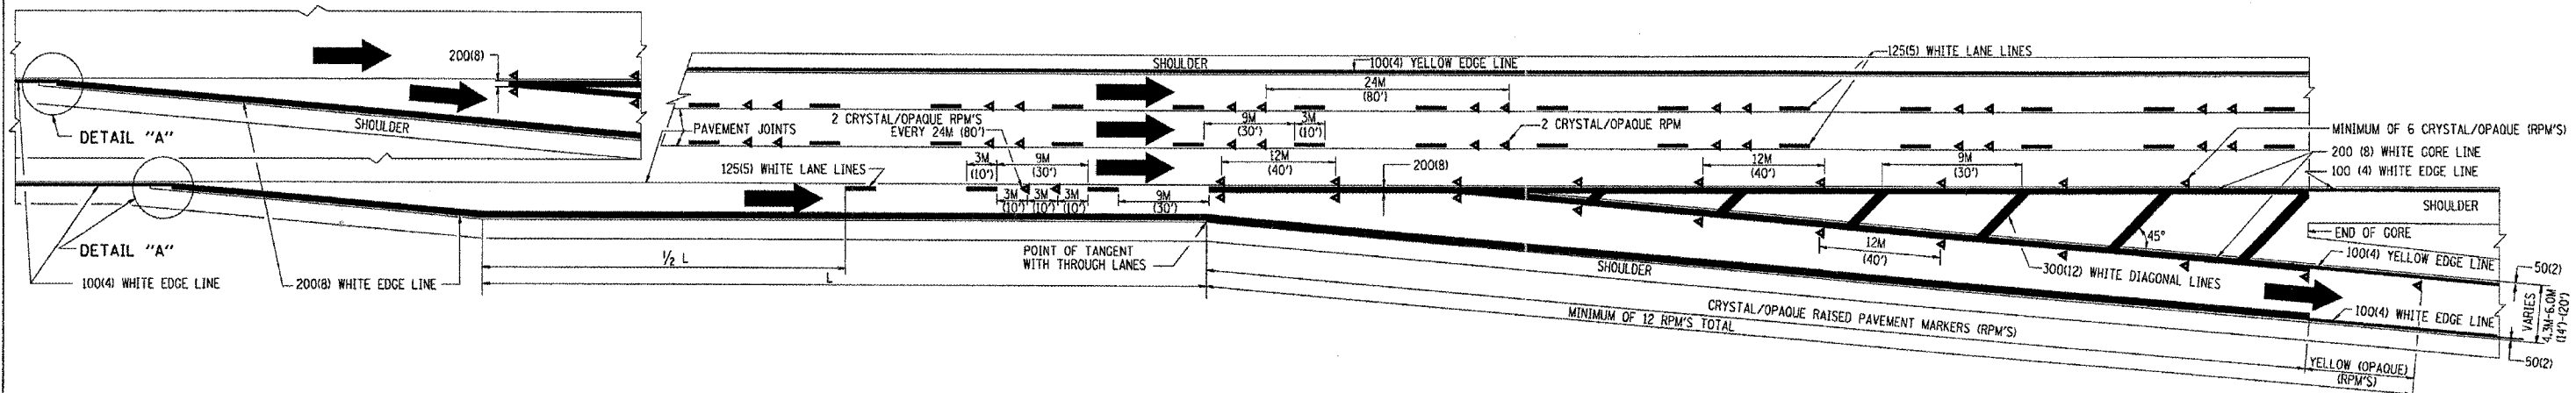 200(8)
DETAIL "A"
SHOULDER
DETAIL "A"
100(4) WHITE EDGE LINE
200(8) WHITE EDGE LINE
PAVEMENT JOINTS
2 CRYSTAL/OPAQUE RPM'S
EVERY 24M (80')
125(5) WHITE LANE LINES
3M
(10')
9M
(30')
3M
(10')
3M
(10')
3M
(10')
9M
(30')
½ L
L
POINT OF TANGENT
WITH THROUGH LANES
SHOULDER
100(4) YELLOW EDGE LINE
24M
(80')
9M
(30')
3M
(10')
2 CRYSTAL/OPAQUE RPM
125(5) WHITE LANE LINES
12M
(40')
200(8)
12M
(40')
9M
(30')
MINIMUM OF 6 CRYSTAL/OPAQUE (RPM'S)
200 (8) WHITE GORE LINE
100 (4) WHITE EDGE LINE
SHOULDER
END OF GORE
45°
12M
(40')
300(12) WHITE DIAGONAL LINES
SHOULDER
100(4) YELLOW EDGE LINE
50(2)
VARIES
4.3M-6.0M
(14')-(20')
100(4) WHITE EDGE LINE
50(2)
CRYSTAL/OPAQUE RAISED PAVEMENT MARKERS (RPM'S)
MINIMUM OF 12 RPM'S TOTAL
YELLOW (OPAQUE)
(RPM'S)